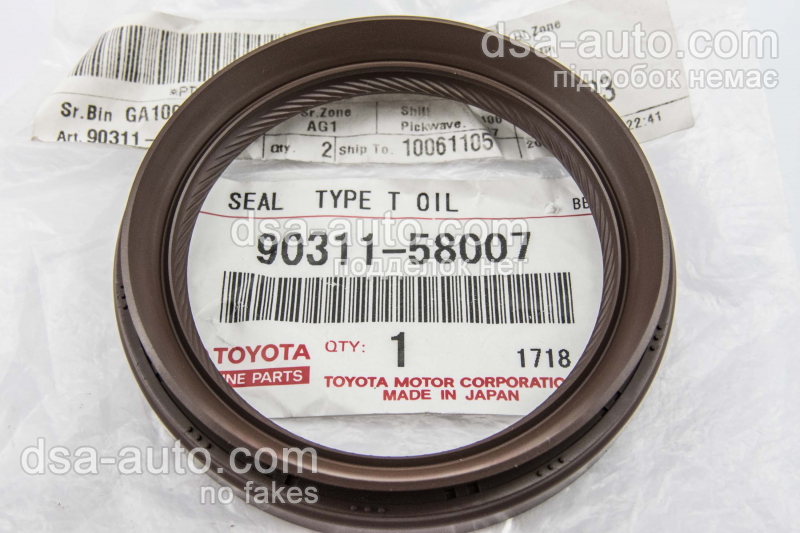 dsa-auto.com
підробок немає
Sr.Bin
Sr.Zone
AG1
Shift
Pickwave.
Art. 90311-
Qty. 2 Ship To. 10061105
22:41
SEAL TYPE T OIL
dsa-auto.com
90311-58007
подделок нет
TOYOTA QTY: 1 1718
PARTS
TOYOTA MOTOR CORPORATION
MADE IN JAPAN
dsa-auto.com
no fakes